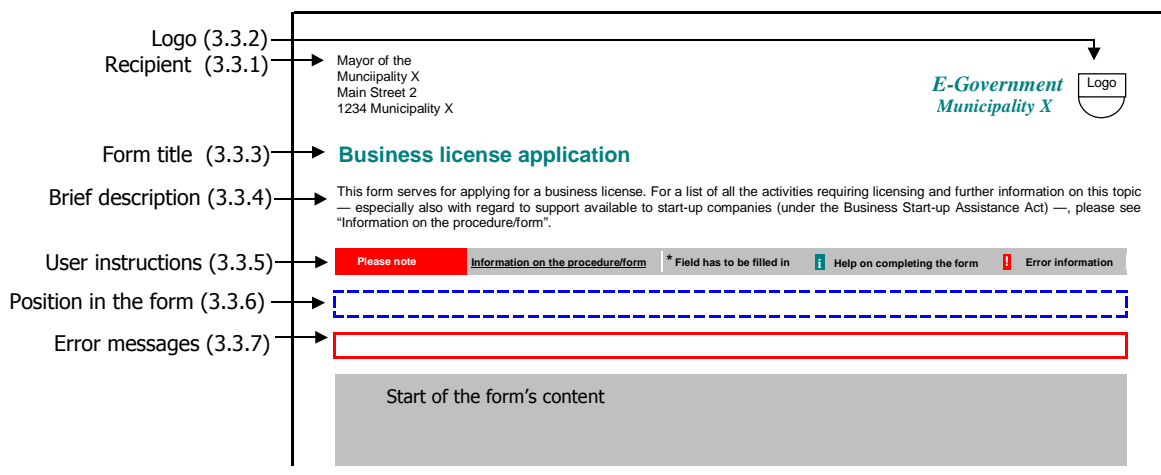 Logo (3.3.2)
Recipient (3.3.1)
Mayor of the
Munciipality X
Main Street 2
1234 Municipality X
E-Government
Municipality X
Logo
Form title (3.3.3)
Business license application
Brief description (3.3.4)
This form serves for applying for a business license. For a list of all the activities requiring licensing and further information on this topic
— especially also with regard to support available to start-up companies (under the Business Start-up Assistance Act) —, please see
“Information on the procedure/form”.
User instructions (3.3.5)
Please note Information on the procedure/form * Field has to be filled in i Help on completing the form ! Error information
Position in the form (3.3.6)
Error messages (3.3.7)
Start of the form’s content